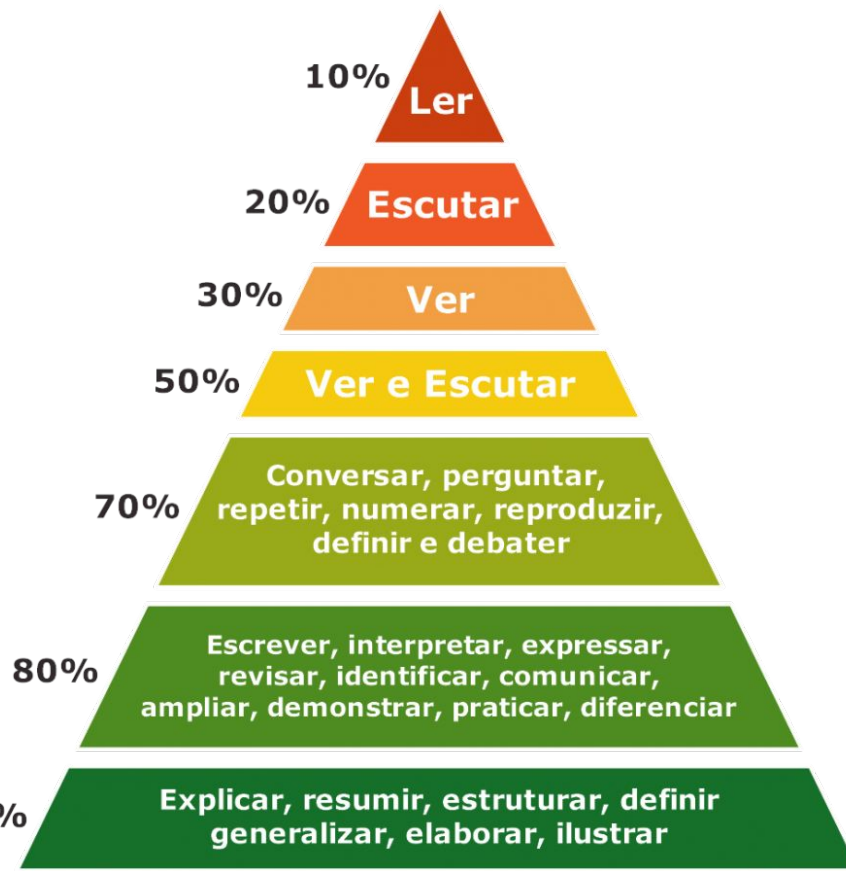 10%
Ler
20%
Escutar
30%
Ver
50%
Ver e Escutar
70%
Conversar, perguntar,
repetir, numerar, reproduzir,
definir e debater
80%
Escrever, interpretar, expressar,
revisar, identificar, comunicar,
ampliar, demonstrar, praticar, diferenciar
%
Explicar, resumir, estruturar, definir
generalizar, elaborar, ilustrar